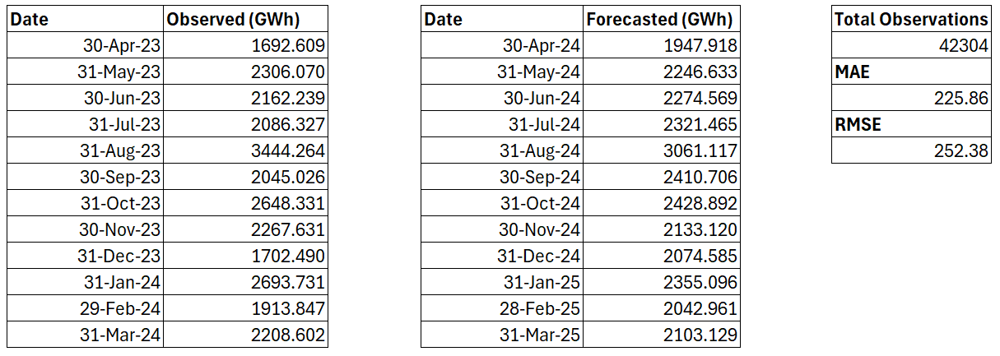 Date Observed (GWh) Date Forecasted (GWh) Total Observations
30-Apr-23 1692.609 30-Apr-24 1947.918 42304
31-May-23 2306.070 31-May-24 2246.633 MAE
30-Jun-23 2162.239 30-Jun-24 2274.569 225.86
31-Jul-23 2086.327 31-Jul-24 2321.465 RMSE
31-Aug-23 3444.264 31-Aug-24 3061.117 252.38
30-Sep-23 2045.026 30-Sep-24 2410.706
31-Oct-23 2648.331 31-Oct-24 2428.892
30-Nov-23 2267.631 30-Nov-24 2133.120
31-Dec-23 1702.490 31-Dec-24 2074.585
31-Jan-24 2693.731 31-Jan-25 2355.096
29-Feb-24 1913.847 28-Feb-25 2042.961
31-Mar-24 2208.602 31-Mar-25 2103.129